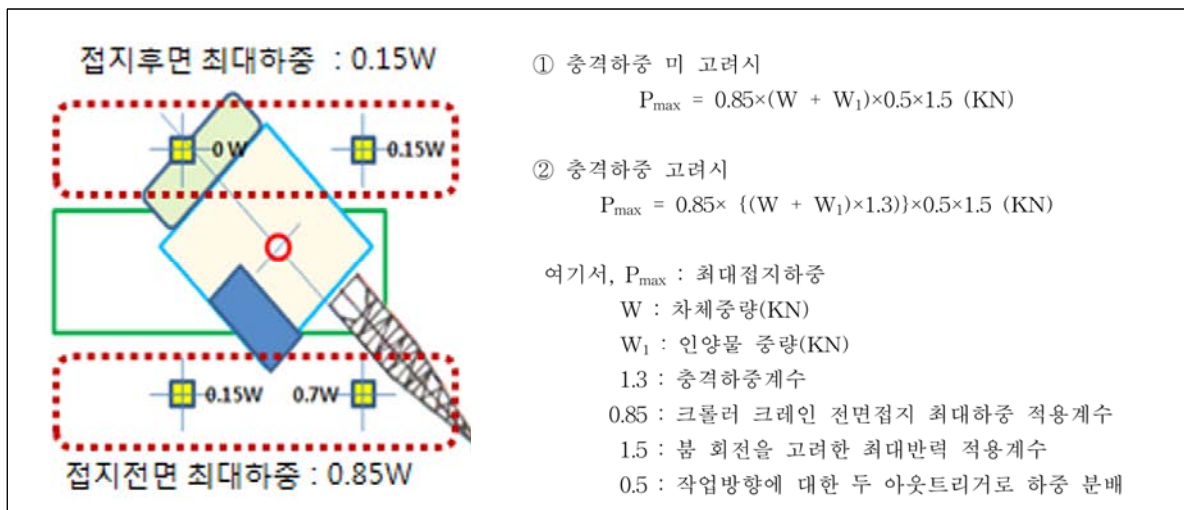 접지후면 최대하중 : 0.15W
0 W
0.15W
0.15W
0.7W
접지전면 최대하중 : 0.85W
① 충격하중 미 고려시
Pmax = 0.85×(W + W1)×0.5×1.5 (KN)
② 충격하중 고려시
Pmax = 0.85× {(W + W1)×1.3)}×0.5×1.5 (KN)
여기서, Pmax : 최대접지하중
W : 차체중량(KN)
W1 : 인양물 중량(KN)
1.3 : 충격하중계수
0.85 : 크롤러 크레인 전면접지 최대하중 적용계수
1.5 : 붐 회전을 고려한 최대반력 적용계수
0.5 : 작업방향에 대한 두 아웃트리거로 하중 분배